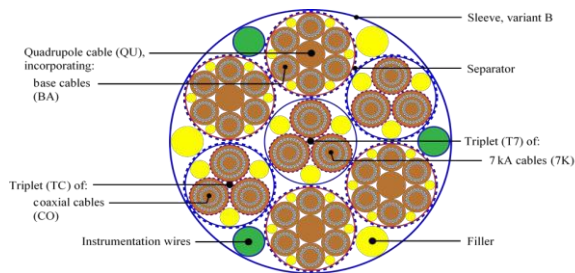 Sleeve, variant B
Quadrupole cable (QU),
incorporating:
base cables
(BA)
Separator
Triplet (T7) of:
7 kA cables (7K)
Triplet (TC) of:
coaxial cables
(CO)
Instrumentation wires
Filler